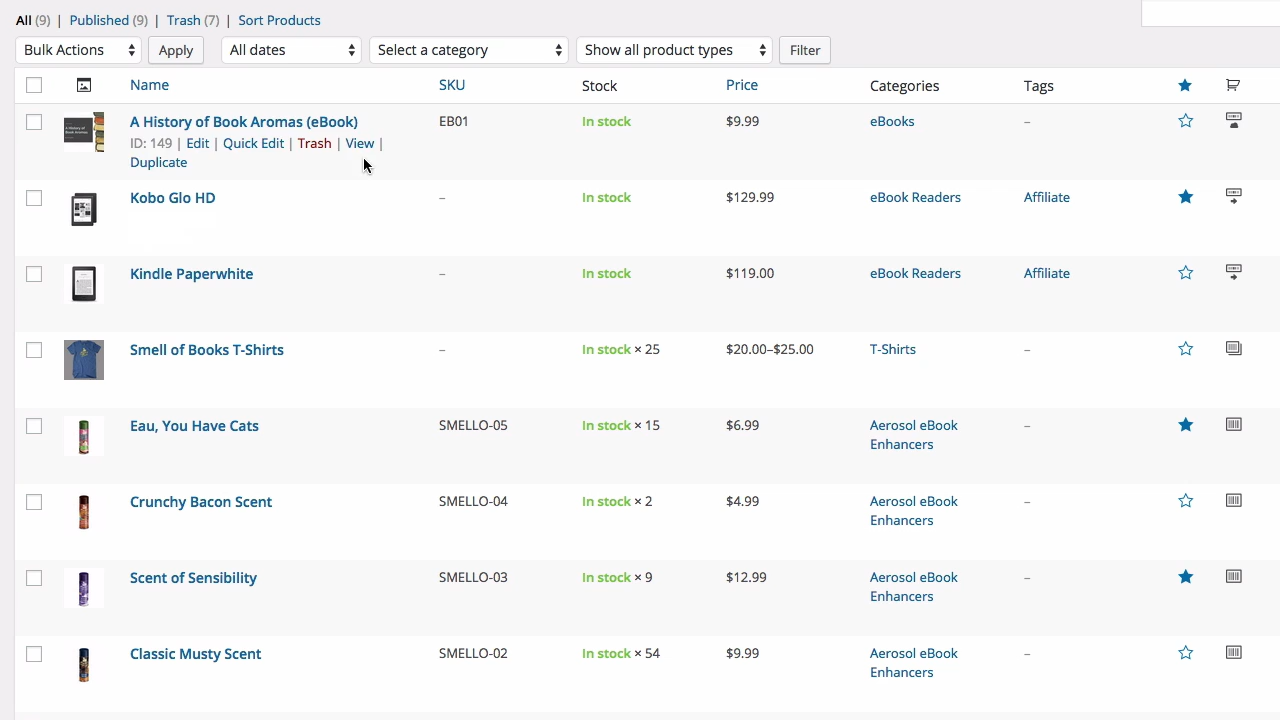 All (9) | Published (9) | Trash (7) | Sort Products
Bulk Actions Apply All dates Select a category Show all product types Filter
Name SKU Stock Price Categories Tags
A History of Book Aromas (eBook) EB01 In stock $9.99 eBooks –
ID: 149 | Edit | Quick Edit | Trash | View |
Duplicate
Kobo Glo HD – In stock $129.99 eBook Readers Affiliate
Kindle Paperwhite – In stock $119.00 eBook Readers Affiliate
Smell of Books T-Shirts – In stock × 25 $20.00–$25.00 T-Shirts –
Eau, You Have Cats SMELLO-05 In stock × 15 $6.99 Aerosol eBook –
Enhancers
Crunchy Bacon Scent SMELLO-04 In stock × 2 $4.99 Aerosol eBook –
Enhancers
Scent of Sensibility SMELLO-03 In stock × 9 $12.99 Aerosol eBook –
Enhancers
Classic Musty Scent SMELLO-02 In stock × 54 $9.99 Aerosol eBook –
Enhancers